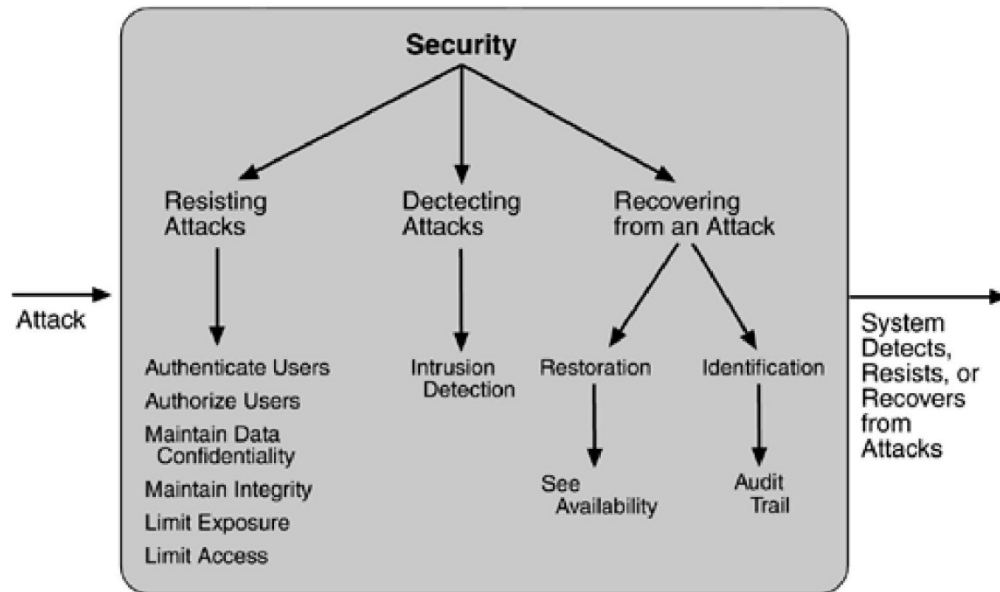 Security
Resisting
Attacks
Dectecting
Attacks
Recovering
from an Attack
Attack
Authenticate Users
Authorize Users
Maintain Data
Confidentiality
Maintain Integrity
Limit Exposure
Limit Access
Intrusion
Detection
Restoration
Identification
See
Availability
Audit
Trail
System
Detects,
Resists, or
Recovers
from
Attacks